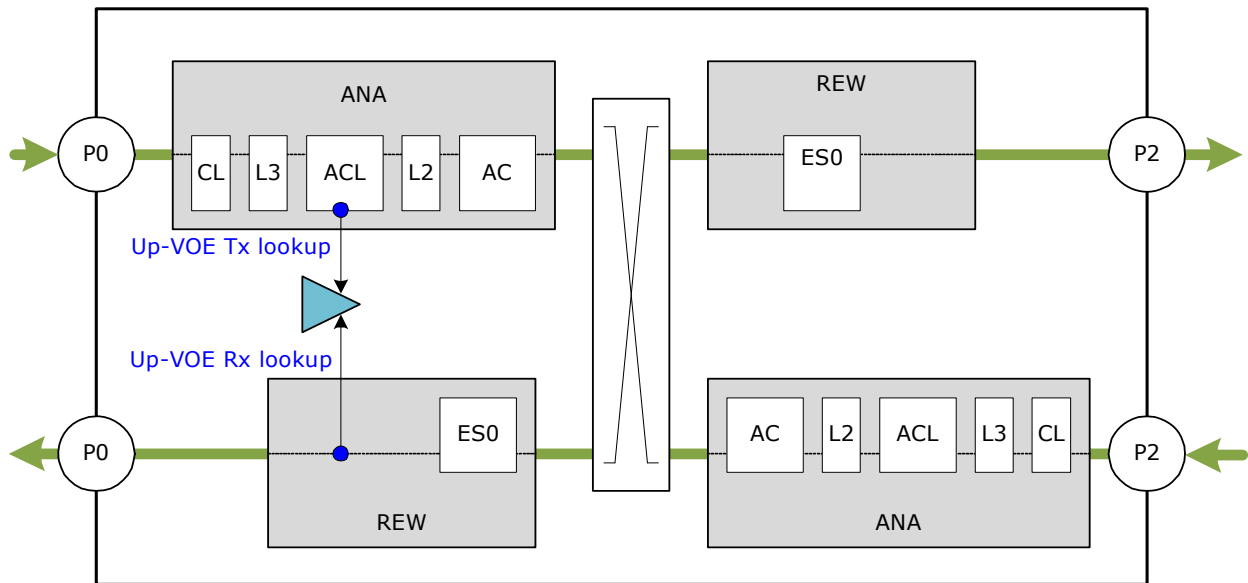 ANA
REW
P0
CL
L3
ACL
L2
AC
ES0
P2
Up-VOE Tx lookup
Up-VOE Rx lookup
P0
ES0
REW
AC
L2
ACL
L3
CL
ANA
P2